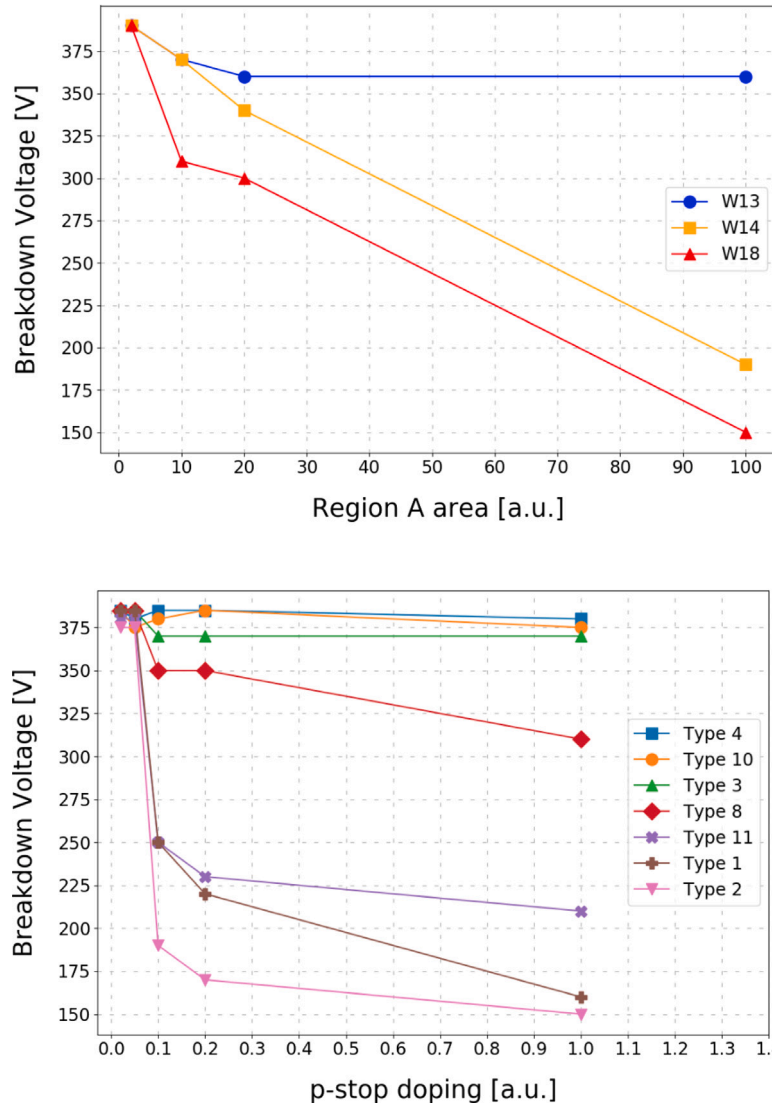 Breakdown Voltage [V]
375
350
325
300
275
250
225
200
175
150
W13
W14
W18
0 10 20 30 40 50 60 70 80 90 100
Region A area [a.u.]
Breakdown Voltage [V]
375
350
325
300
275
250
225
200
175
150
Type 4
Type 10
Type 3
Type 8
Type 11
Type 1
Type 2
0.0 0.1 0.2 0.3 0.4 0.5 0.6 0.7 0.8 0.9 1.0 1.1 1.2 1.3 1.
p-stop doping [a.u.]